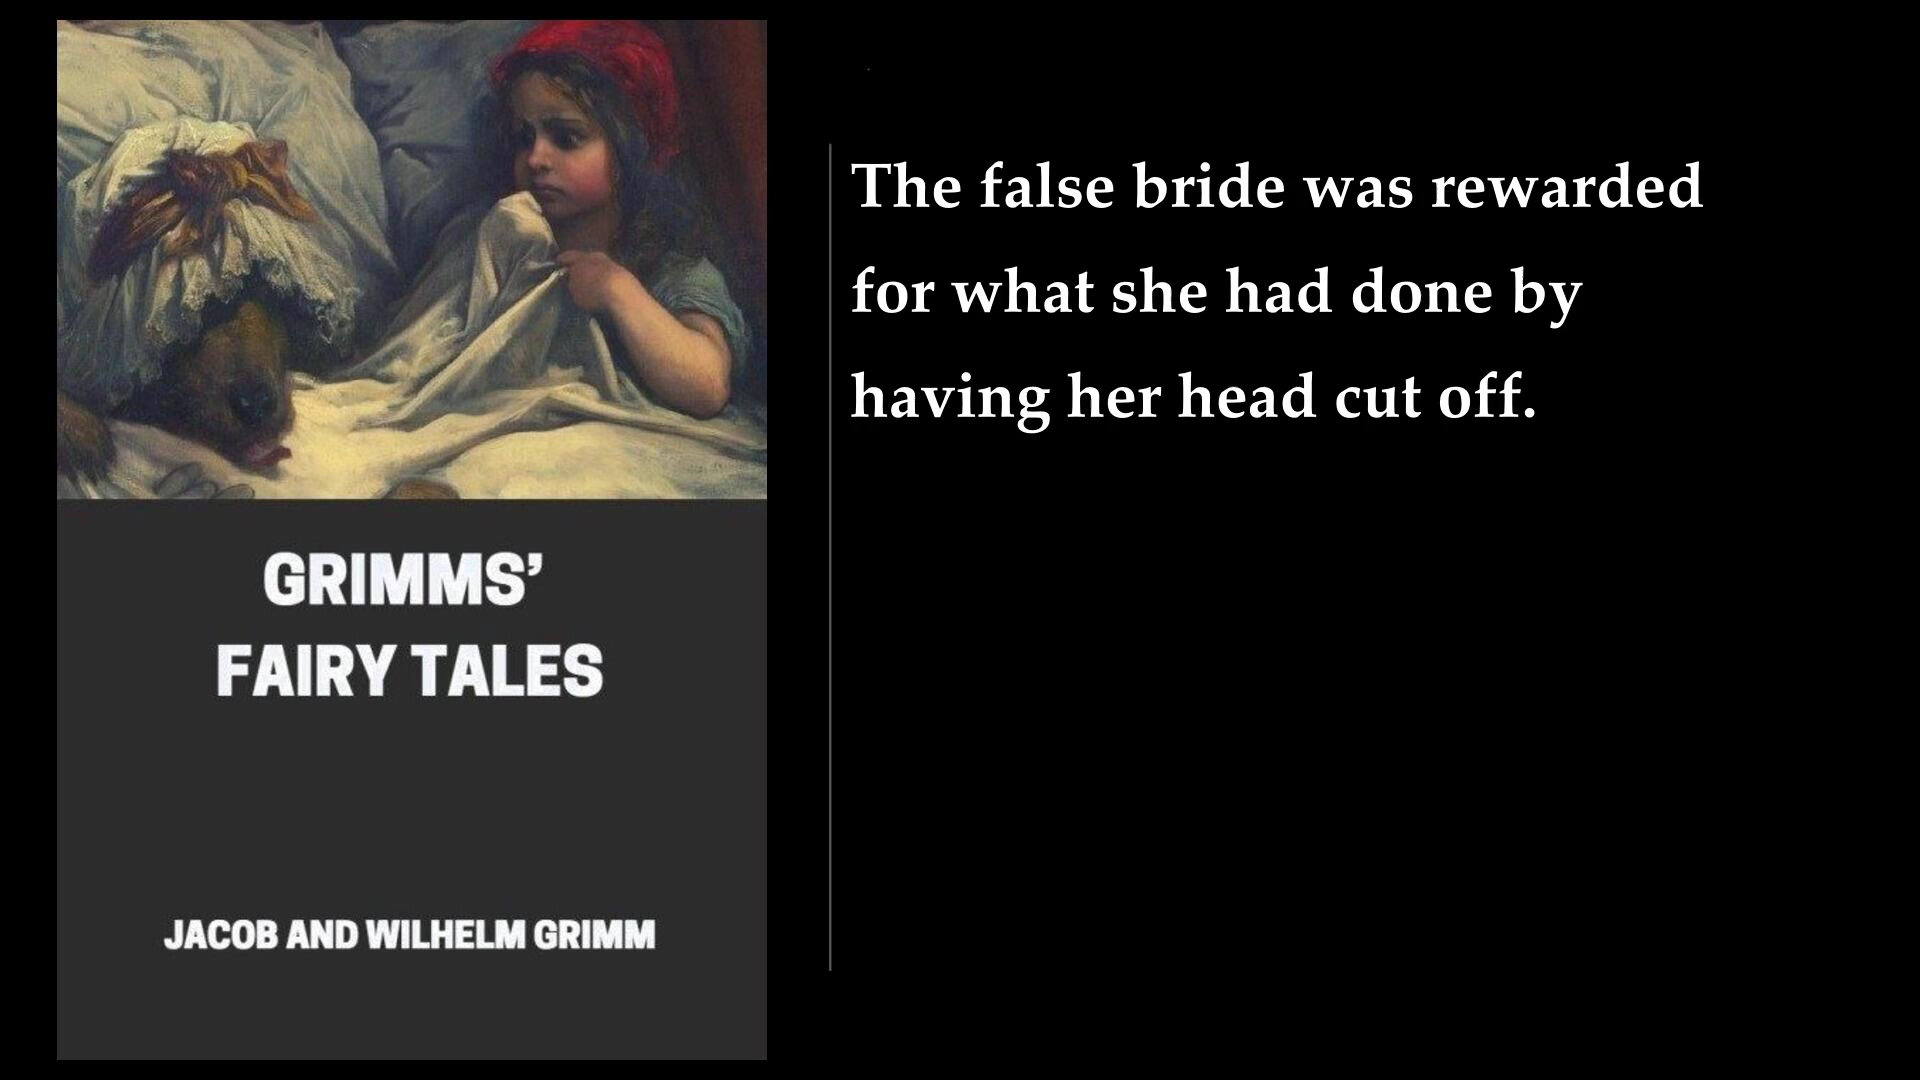 The false bride was rewarded
for what she had done by
having her head cut off.
GRIMMS’
FAIRY TALES
JACOB AND WILHELM GRIMM